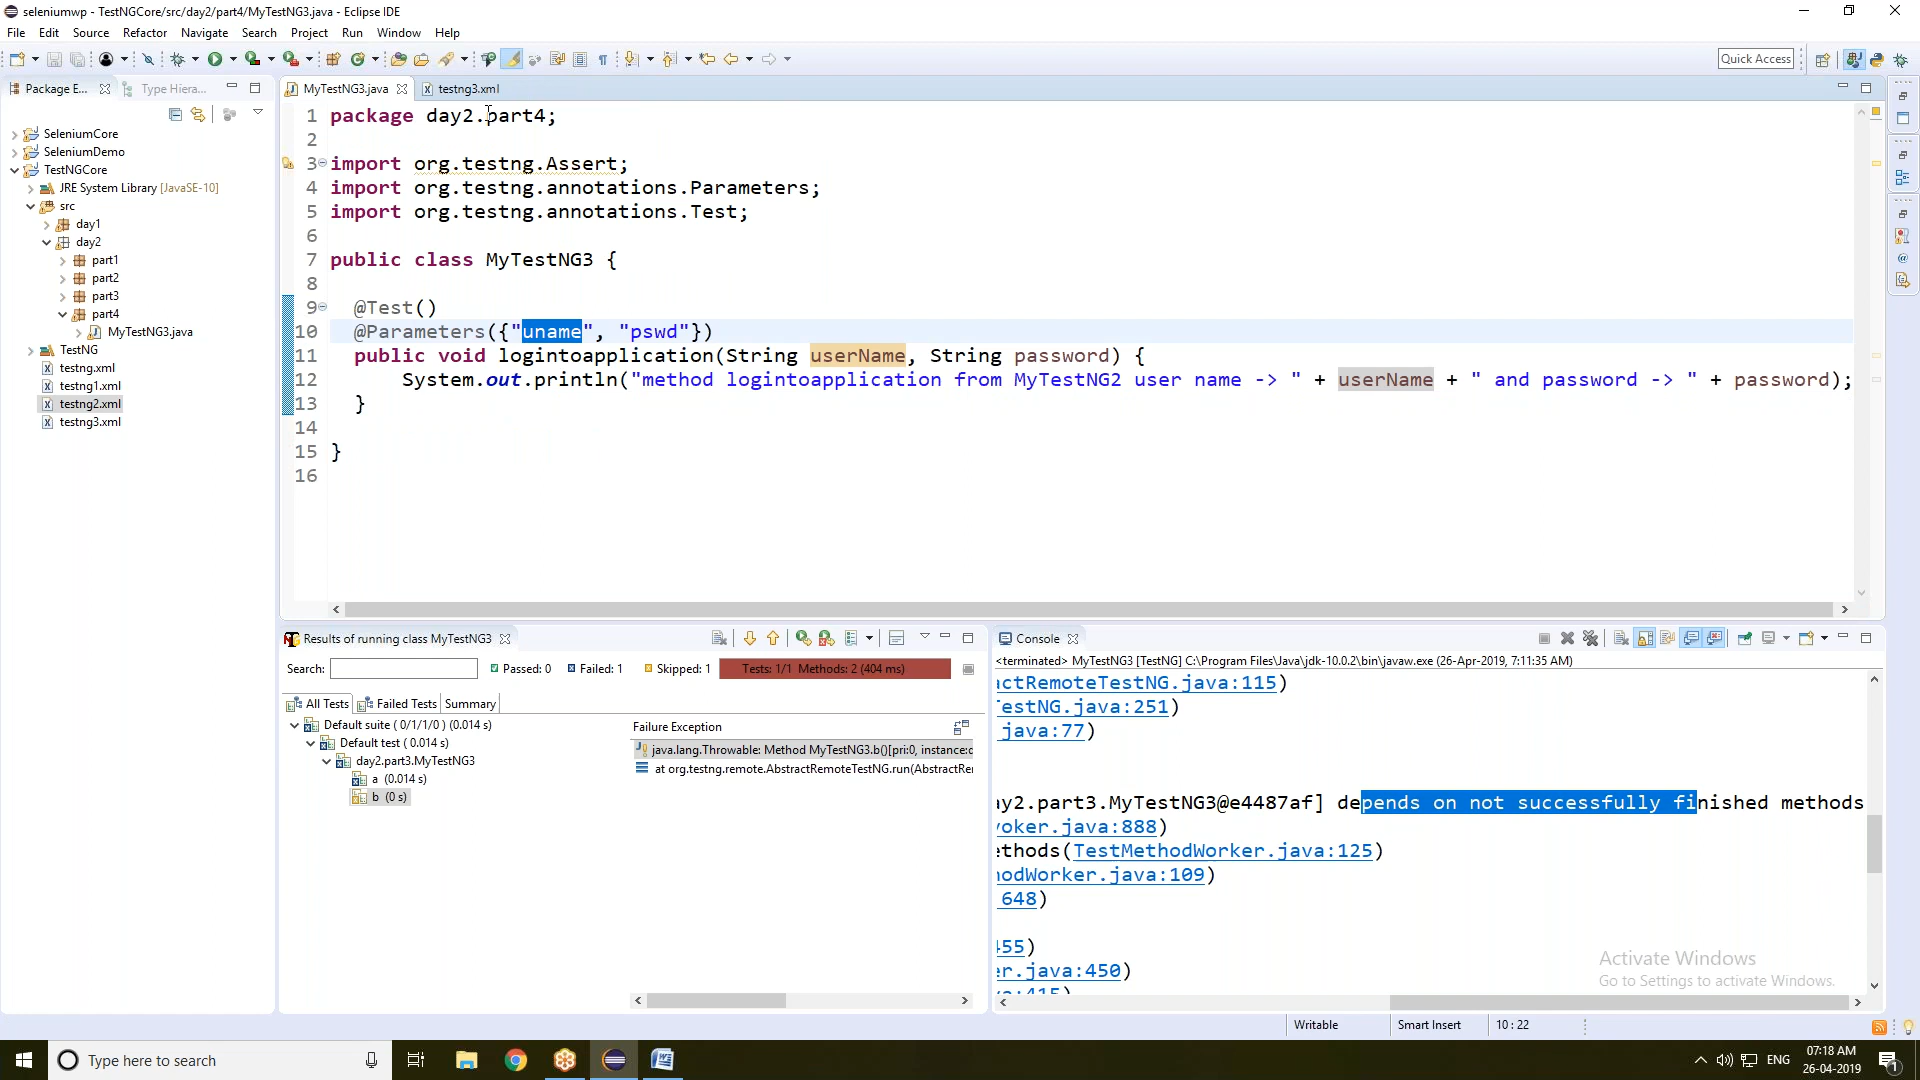 seleniumwp - TestNGCore/src/day2/part4/MyTestNG3.java - Eclipse IDE
File Edit Source Refactor Navigate Search Project Run Window Help
Quick Access
Package E... Type Hiera...
SeleniumCore
SeleniumDemo
TestNGCore
JRE System Library [JavaSE-10]
src
day1
day2
part1
part2
part3
part4
MyTestNG3.java
TestNG
testng.xml
testng1.xml
testng2.xml
testng3.xml
MyTestNG3.java testng3.xml
1 package day2.part4;
2
3 import org.testng.Assert;
4 import org.testng.annotations.Parameters;
5 import org.testng.annotations.Test;
6
7 public class MyTestNG3 {
8
9 @Test()
10 @Parameters({"uname", "pswd"})
11 public void logintoapplication(String userName, String password) {
12 System.out.println("method logintoapplication from MyTestNG2 user name -> " + userName + " and password -> " + password);
13 }
14
15 }
16
Results of running class MyTestNG3
Search: Passed: 0 Failed: 1 Skipped: 1 Tests: 1/1 Methods: 2 (404 ms)
All Tests Failed Tests Summary
Default suite ( 0/1/1/0 ) (0.014 s)
Default test ( 0.014 s)
day2.part3.MyTestNG3
a (0.014 s)
b (0 s)
Failure Exception
java.lang.Throwable: Method MyTestNG3.b()[pri:0, instance:c
at org.testng.remote.AbstractRemoteTestNG.run(AbstractRe
Console
<terminated> MyTestNG3 [TestNG] C:\Program Files\Java\jdk-10.0.2\bin\javaw.exe (26-Apr-2019, 7:11:35 AM)
actRemoteTestNG.java:115)
TestNG.java:251)
java:77)
ay2.part3.MyTestNG3@e4487af] depends on not successfully finished methods
voker.java:888)
ethods(TestMethodWorker.java:125)
hodWorker.java:109)
648)
455)
er.java:450)
va:415)
Activate Windows
Go to Settings to activate Windows.
Writable Smart Insert 10 : 22
Type here to search
ENG
07:18 AM
26-04-2019
1